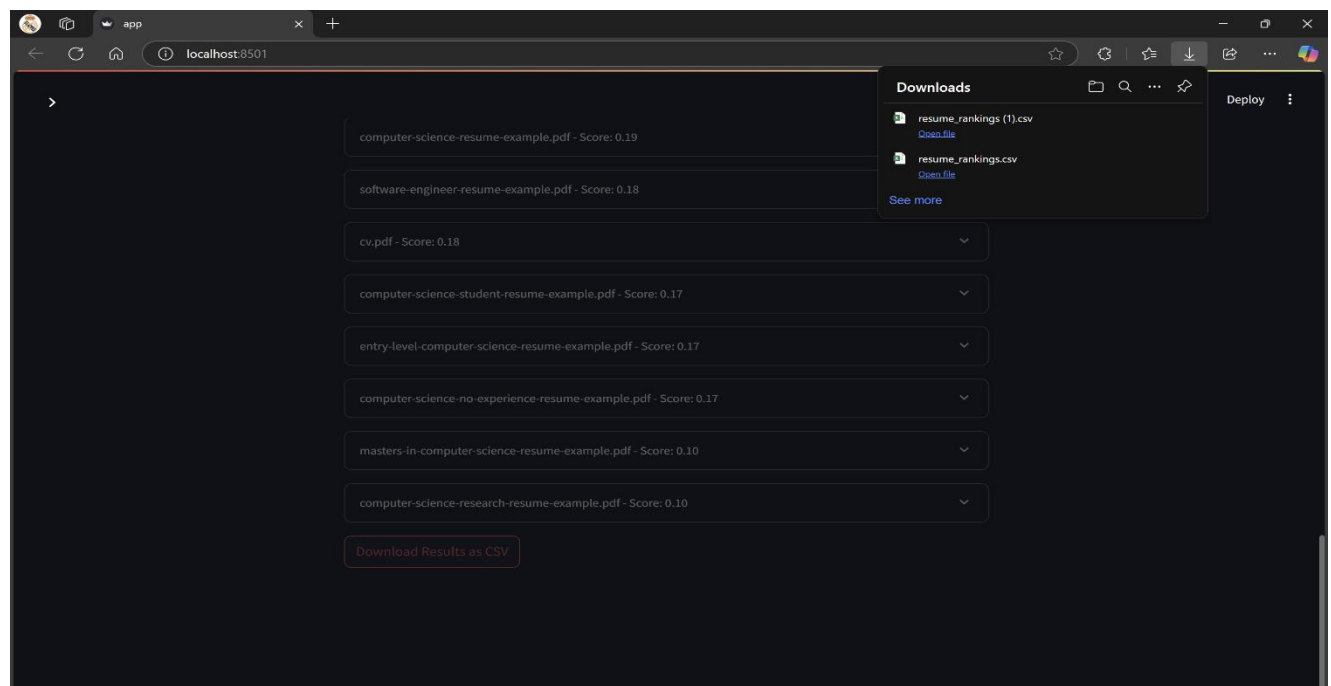 app
localhost:8501
Downloads
resume_rankings (1).csv
Open file
resume_rankings.csv
Open file
See more
Deploy
computer-science-resume-example.pdf - Score: 0.19
software-engineer-resume-example.pdf - Score: 0.18
cv.pdf - Score: 0.18
computer-science-student-resume-example.pdf - Score: 0.17
entry-level-computer-science-resume-example.pdf - Score: 0.17
computer-science-no-experience-resume-example.pdf - Score: 0.17
masters-in-computer-science-resume-example.pdf - Score: 0.10
computer-science-research-resume-example.pdf - Score: 0.10
Download Results as CSV